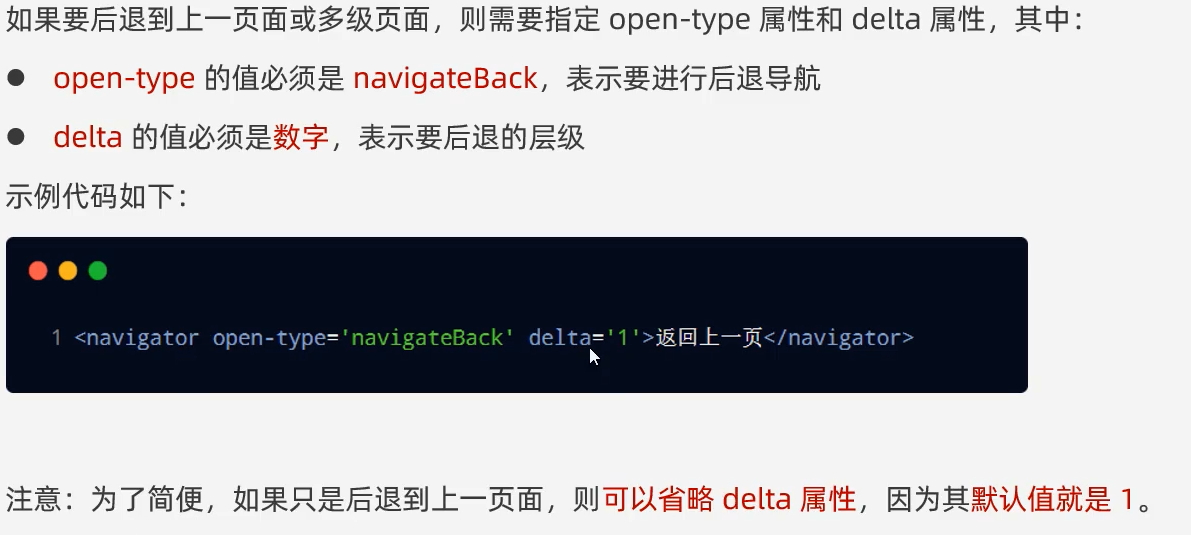 如果要后退到上一页面或多级页面，则需要指定 open-type 属性和 delta 属性，其中：
● open-type 的值必须是 navigateBack，表示要进行后退导航
● delta 的值必须是数字，表示要后退的层级
示例代码如下：
1 <navigator open-type='navigateBack' delta='1'>返回上一页</navigator>
注意：为了简便，如果只是后退到上一页面，则可以省略 delta 属性，因为其默认值就是 1。